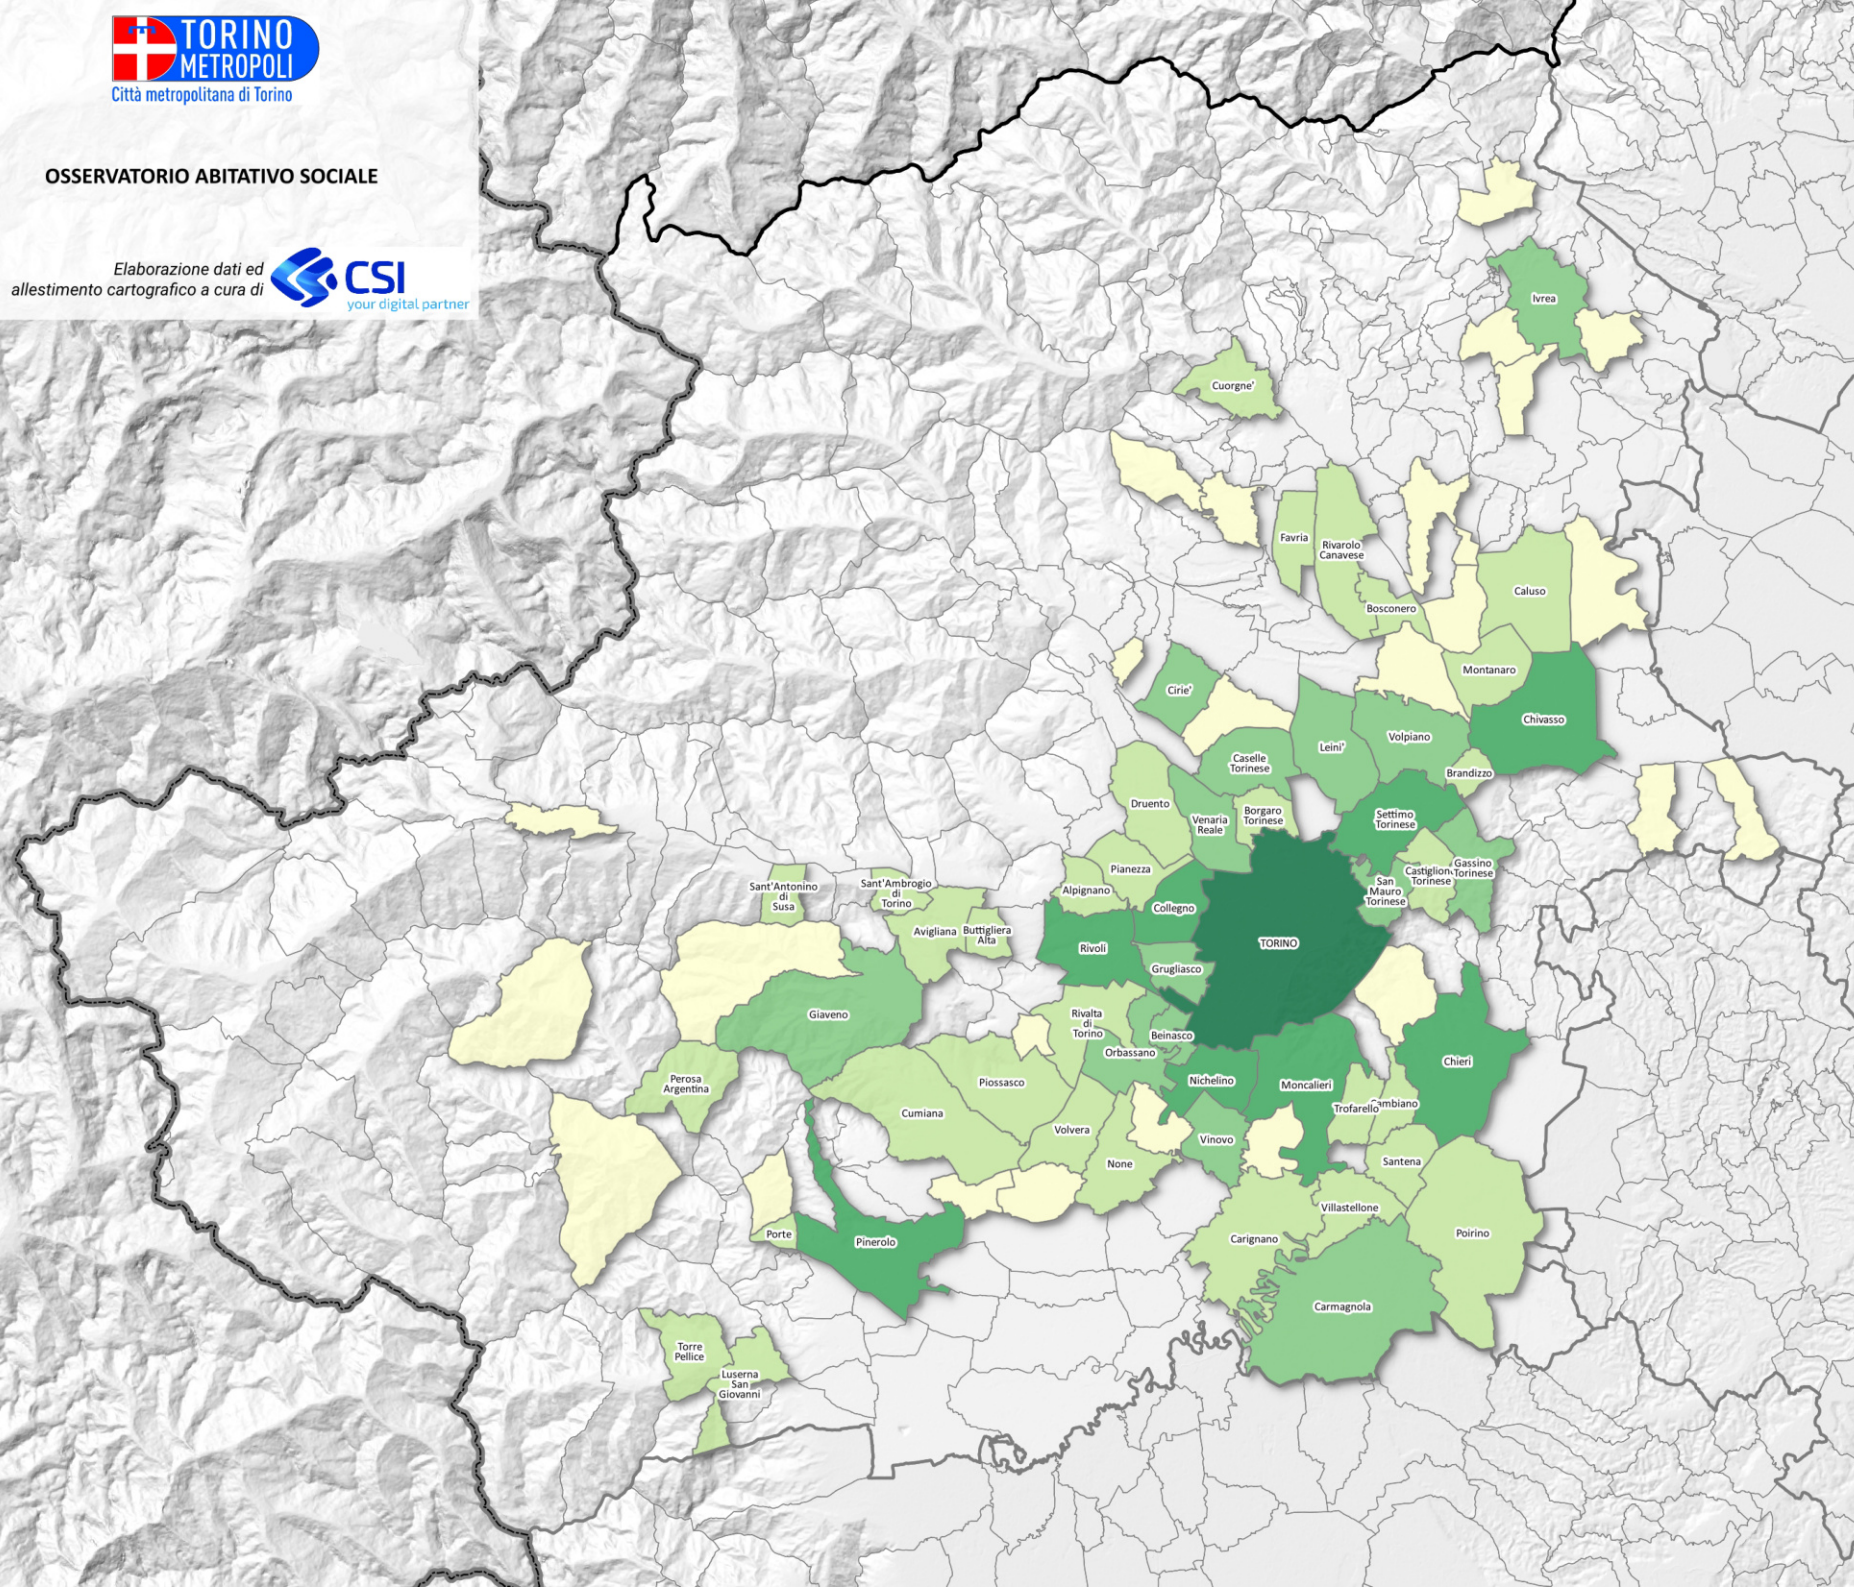 TORINO
METROPOLI
Città metropolitana di Torino
OSSERVATORIO ABITATIVO SOCIALE
Elaborazione dati ed
allestimento cartografico a cura di
CSI
your digital partner
Ivrea
Cuorgne'
Favria
Rivarolo
Canavese
Caluso
Bosconero
Montanaro
Cirie'
Chivasso
Leini'
Volpiano
Caselle
Torinese
Brandizzo
Druento
Venaria
Reale
Borgaro
Torinese
Settimo
Torinese
Pianezza
Castiglione
Torinese
Gassino
Torinese
Alpignano
San
Mauro
Torinese
Sant'Antonino
di
Susa
Sant'Ambrogio
di
Torino
Collegno
Avigliana
Buttigliera
Alta
Rivoli
TORINO
Grugliasco
Giaveno
Rivalta
di
Torino
Beinasco
Orbassano
Chieri
Perosa
Argentina
Piossasco
Nichelino
Moncalieri
Cumiana
Trofarello
Cambiano
Volvera
Vinovo
None
Santena
Villastellone
Porte
Pinerolo
Carignano
Poirino
Carmagnola
Torre
Pellice
Luserna
San
Giovanni